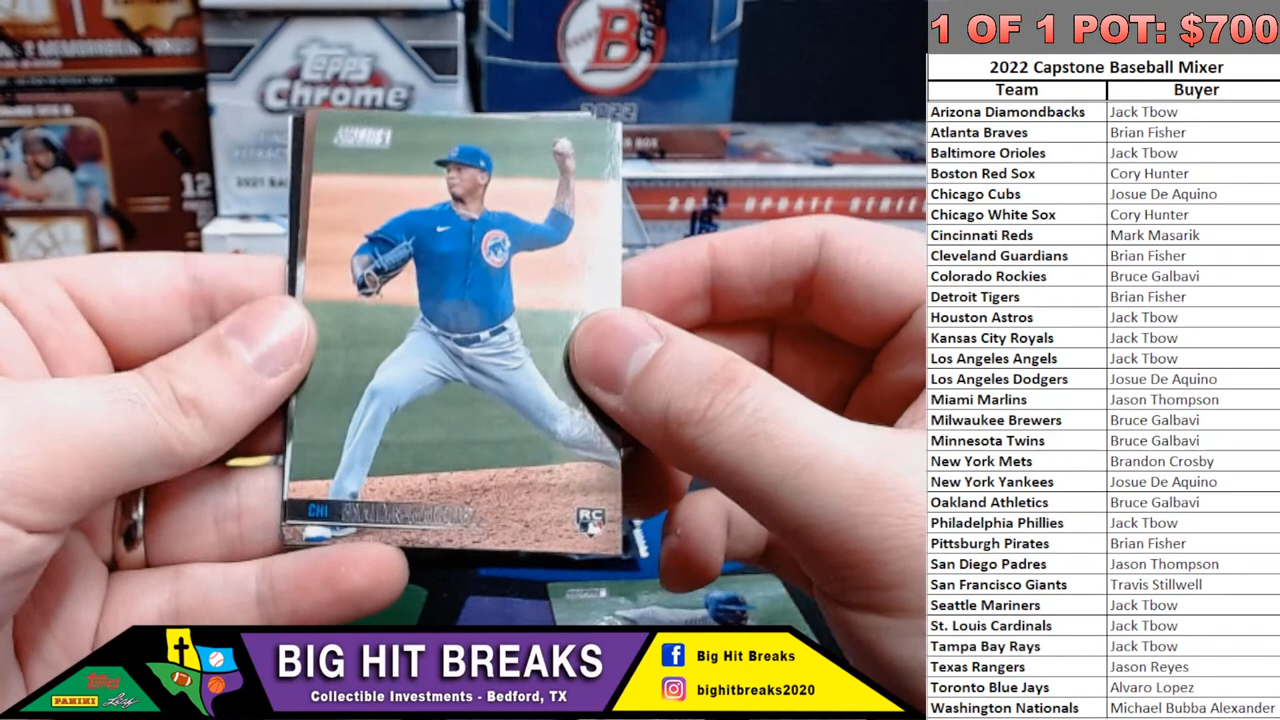 1 OF 1 POT: $700
2022 Capstone Baseball Mixer
Team Buyer
Arizona Diamondbacks Jack Tbow
Atlanta Braves Brian Fisher
Baltimore Orioles Jack Tbow
Boston Red Sox Cory Hunter
Chicago Cubs Josue De Aquino
Chicago White Sox Cory Hunter
Cincinnati Reds Mark Masarik
Cleveland Guardians Brian Fisher
Colorado Rockies Bruce Galbavi
Detroit Tigers Brian Fisher
Houston Astros Jack Tbow
Kansas City Royals Jack Tbow
Los Angeles Angels Jack Tbow
Los Angeles Dodgers Josue De Aquino
Miami Marlins Jason Thompson
Milwaukee Brewers Bruce Galbavi
Minnesota Twins Bruce Galbavi
New York Mets Brandon Crosby
New York Yankees Josue De Aquino
Oakland Athletics Bruce Galbavi
Philadelphia Phillies Jack Tbow
Pittsburgh Pirates Brian Fisher
San Diego Padres Jason Thompson
San Francisco Giants Travis Stillwell
Seattle Mariners Jack Tbow
St. Louis Cardinals Jack Tbow
Tampa Bay Rays Jack Tbow
Texas Rangers Jason Reyes
Toronto Blue Jays Alvaro Lopez
Washington Nationals Michael Bubba Alexander
Topps
Chrome
B
2022
12
UPDATE SERIES
CHI
RC
Topps
PANINI Leaf
BIG HIT BREAKS
Collectible Investments - Bedford, TX
Big Hit Breaks
bighitbreaks2020